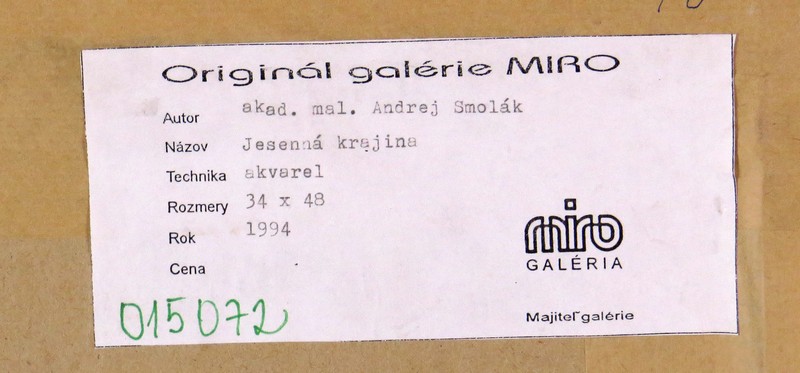 Originál galérie MIRO
Autor akad. mal. Andrej Smolák
Názov Jesenná krajina
Technika akvarel
Rozmery 34 x 48
Rok 1994
Cena
miro
GALÉRIA
015072
Majiteľ galérie